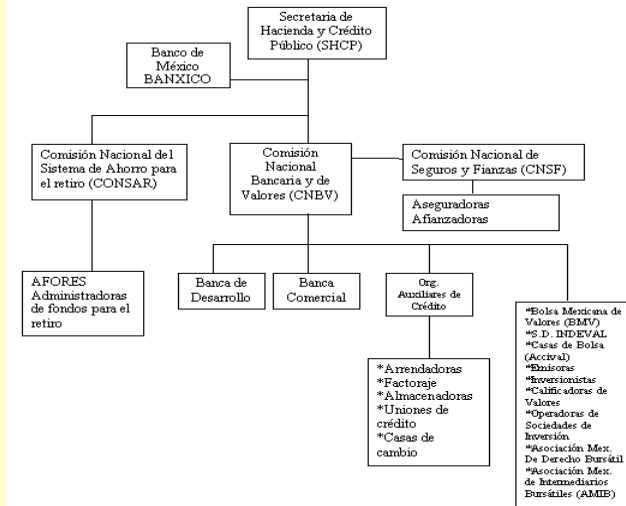 Secretaria de
Hacienda y Crédito
Público (SHCP)
Banco de
México
BANXICO
Comisión Nacional del
Sistema de Ahorro para
el retiro (CONSAR)
Comisión
Nacional
Bancaria y de
Valores (CNBV)
Comisión Nacional de
Seguros y Fianzas (CNSF)
Aseguradoras
Afianzadoras
AFORES
Administradoras
de fondos para el
retiro
Banca de
Desarrollo
Banca
Comercial
Org.
Auxiliares de
Crédito
*Arrendadoras
*Factoraje
*Almacenadoras
*Uniones de
crédito
*Casas de
cambio
*Bolsa Mexicana de
Valores (BMV)
*S.D. INDEVAL
*Casas de Bolsa
(Accival)
*Emisoras
*Inversionistas
*Calificadoras de
Valores
*Operadoras de
Sociedades de
Inversión
*Asociación Mex.
De Derecho Bursátil
*Asociación Mex.
de Intermediarios
Bursátiles (AMIB)